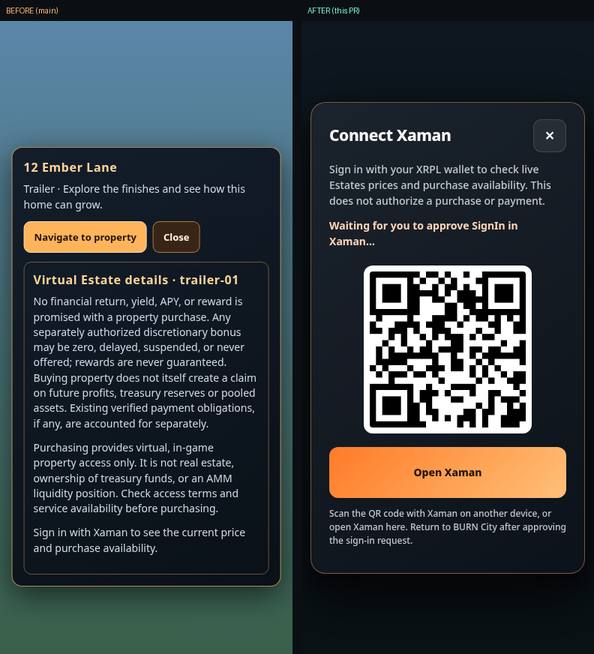 BEFORE (main)
12 Ember Lane
Trailer · Explore the finishes and see how this
home can grow.
Navigate to property
Close
Virtual Estate details · trailer-01
No financial return, yield, APY, or reward is
promised with a property purchase. Any
separately authorized discretionary bonus
may be zero, delayed, suspended, or never
offered; rewards are never guaranteed.
Buying property does not itself create a claim
on future profits, treasury reserves or pooled
assets. Existing verified payment obligations,
if any, are accounted for separately.
Purchasing provides virtual, in-game
property access only. It is not real estate,
ownership of treasury funds, or an AMM
liquidity position. Check access terms and
service availability before purchasing.
Sign in with Xaman to see the current price
and purchase availability.
AFTER (this PR)
Connect Xaman
×
Sign in with your XRPL wallet to check live
Estates prices and purchase availability. This
does not authorize a purchase or payment.
Waiting for you to approve SignIn in
Xaman...
Open Xaman
Scan the QR code with Xaman on another device, or
open Xaman here. Return to BURN City after approving
the sign-in request.